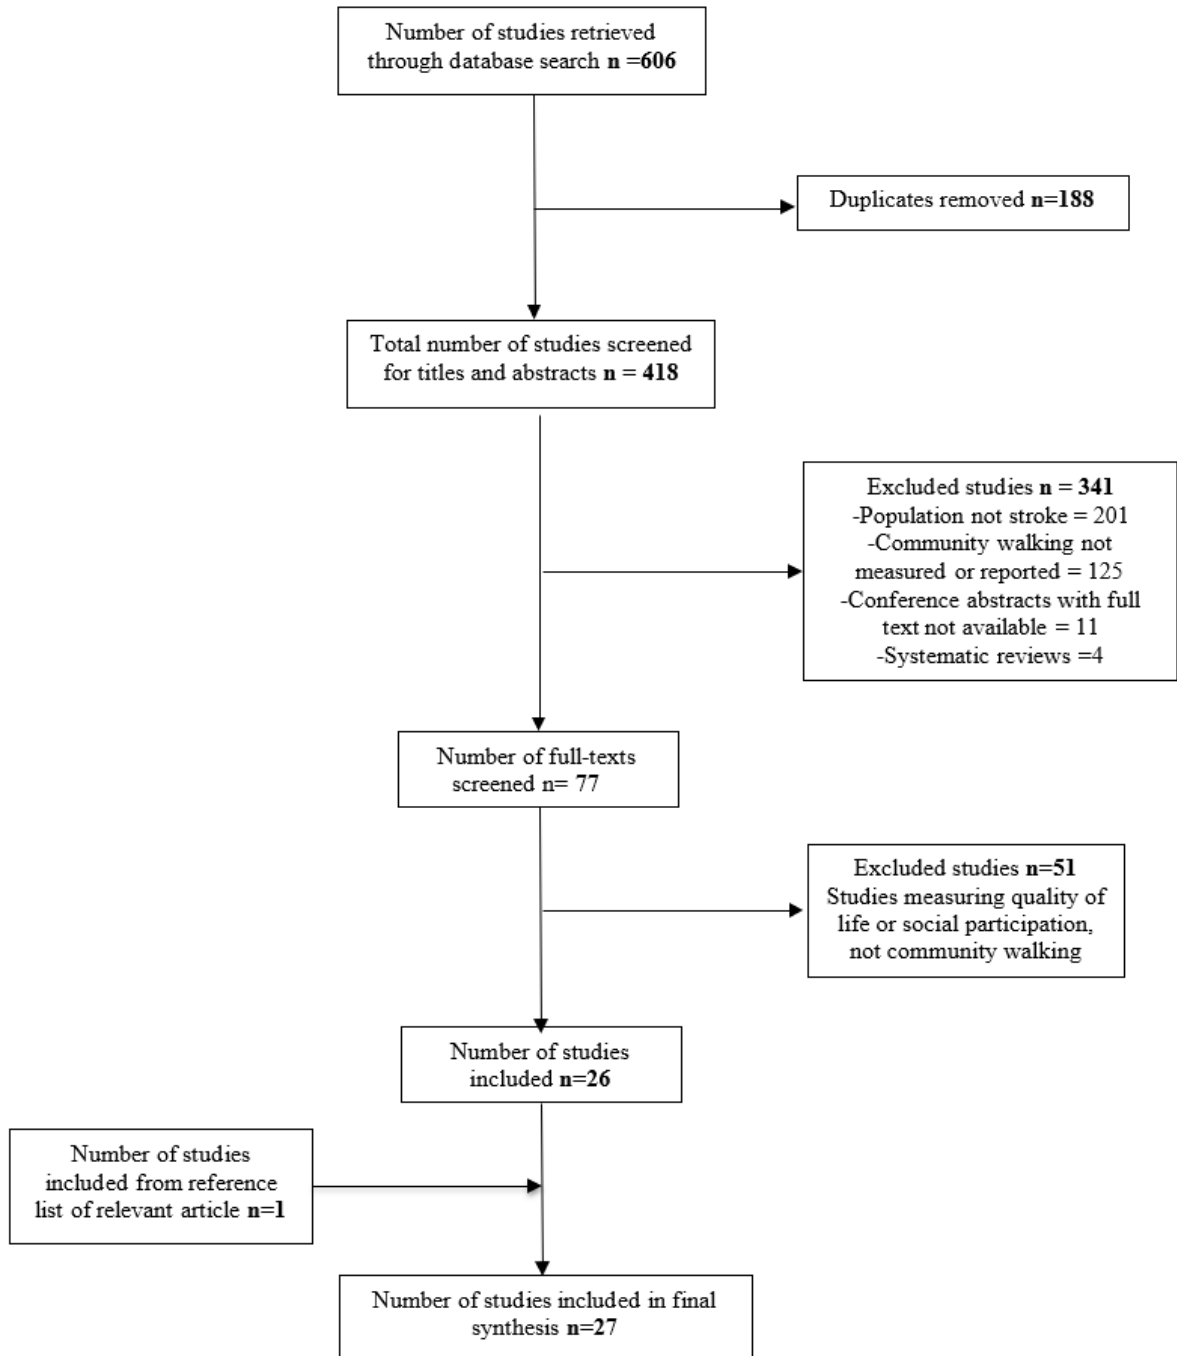 Number of studies retrieved
through database search n =606
Duplicates removed n=188
Total number of studies screened
for titles and abstracts n = 418
Excluded studies n = 341
-Population not stroke = 201
-Community walking not
measured or reported = 125
-Conference abstracts with full
text not available = 11
-Systematic reviews =4
Number of full-texts
screened n= 77
Excluded studies n=51
Studies measuring quality of
life or social participation,
not community walking
Number of studies
included n=26
Number of studies
included from reference
list of relevant article n=1
Number of studies included in final
synthesis n=27